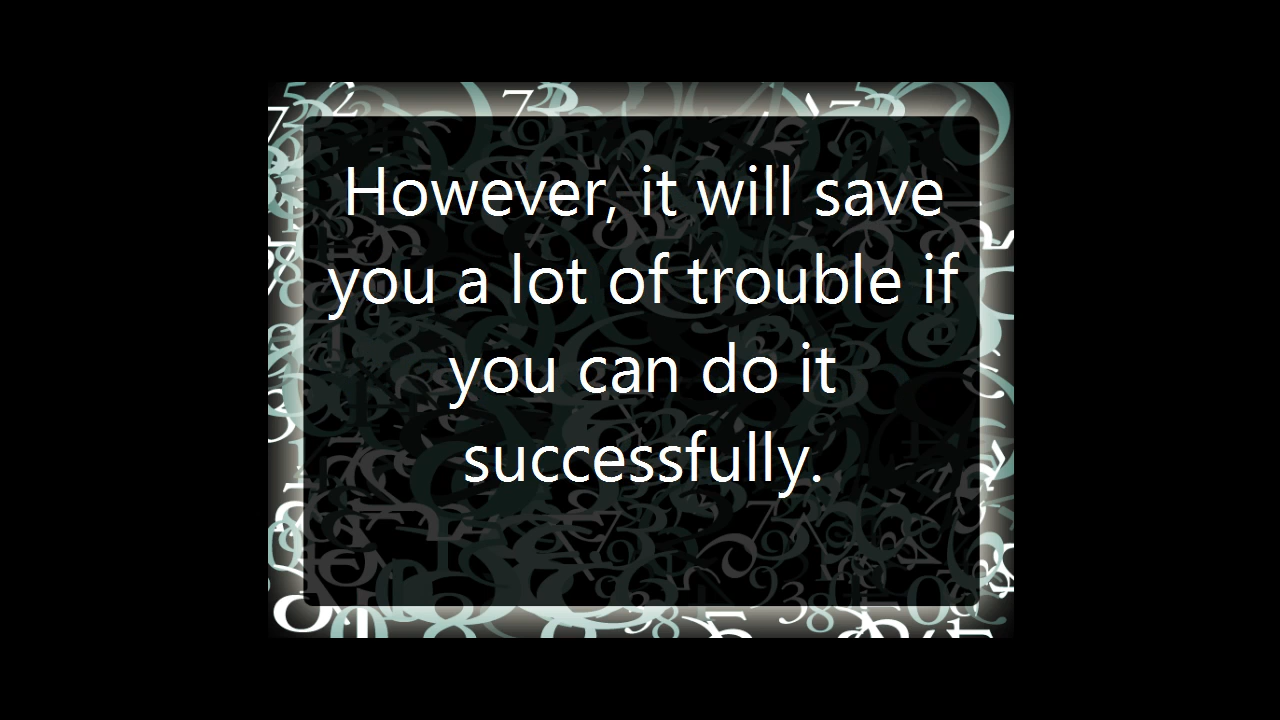 However, it will save
you a lot of trouble if
you can do it
successfully.